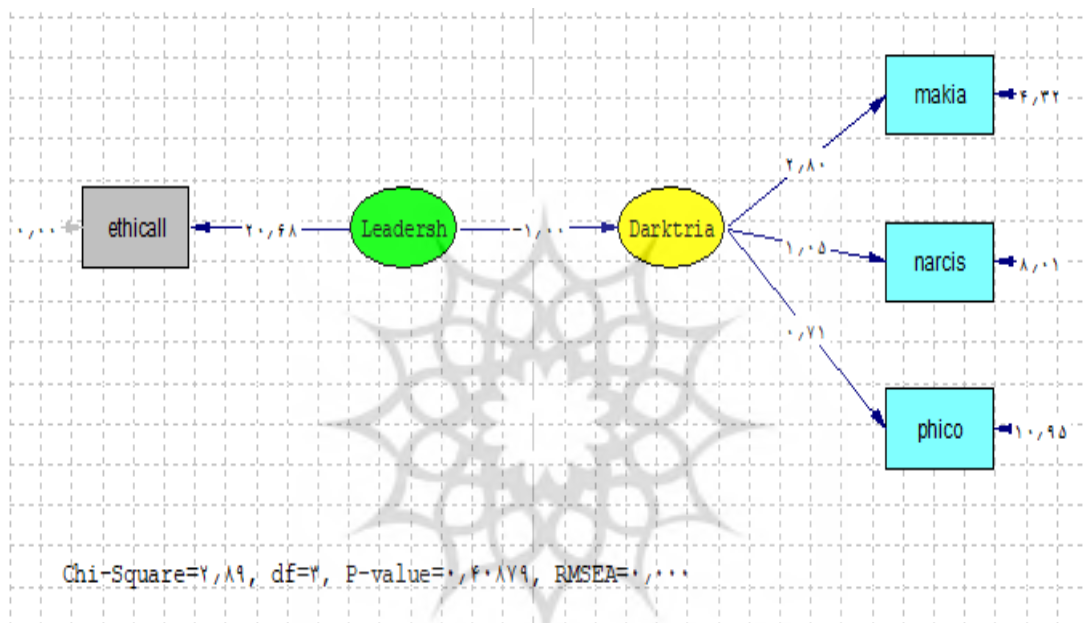 makia
۴٫۳۲
۲٫۸۰
۰٫۰۰
ethicall
۲۰٫۶۸
Leadersh
-۱٫۰۰
Darktria
۱٫۰۵
narcis
۸٫۰۱
۰٫۷۱
phico
۱۰٫۹۵
Chi-Square=۲٫۸۹, df=۳, P-value=۰٫۴۰۸۷۹, RMSEA=۰٫۰۰۰